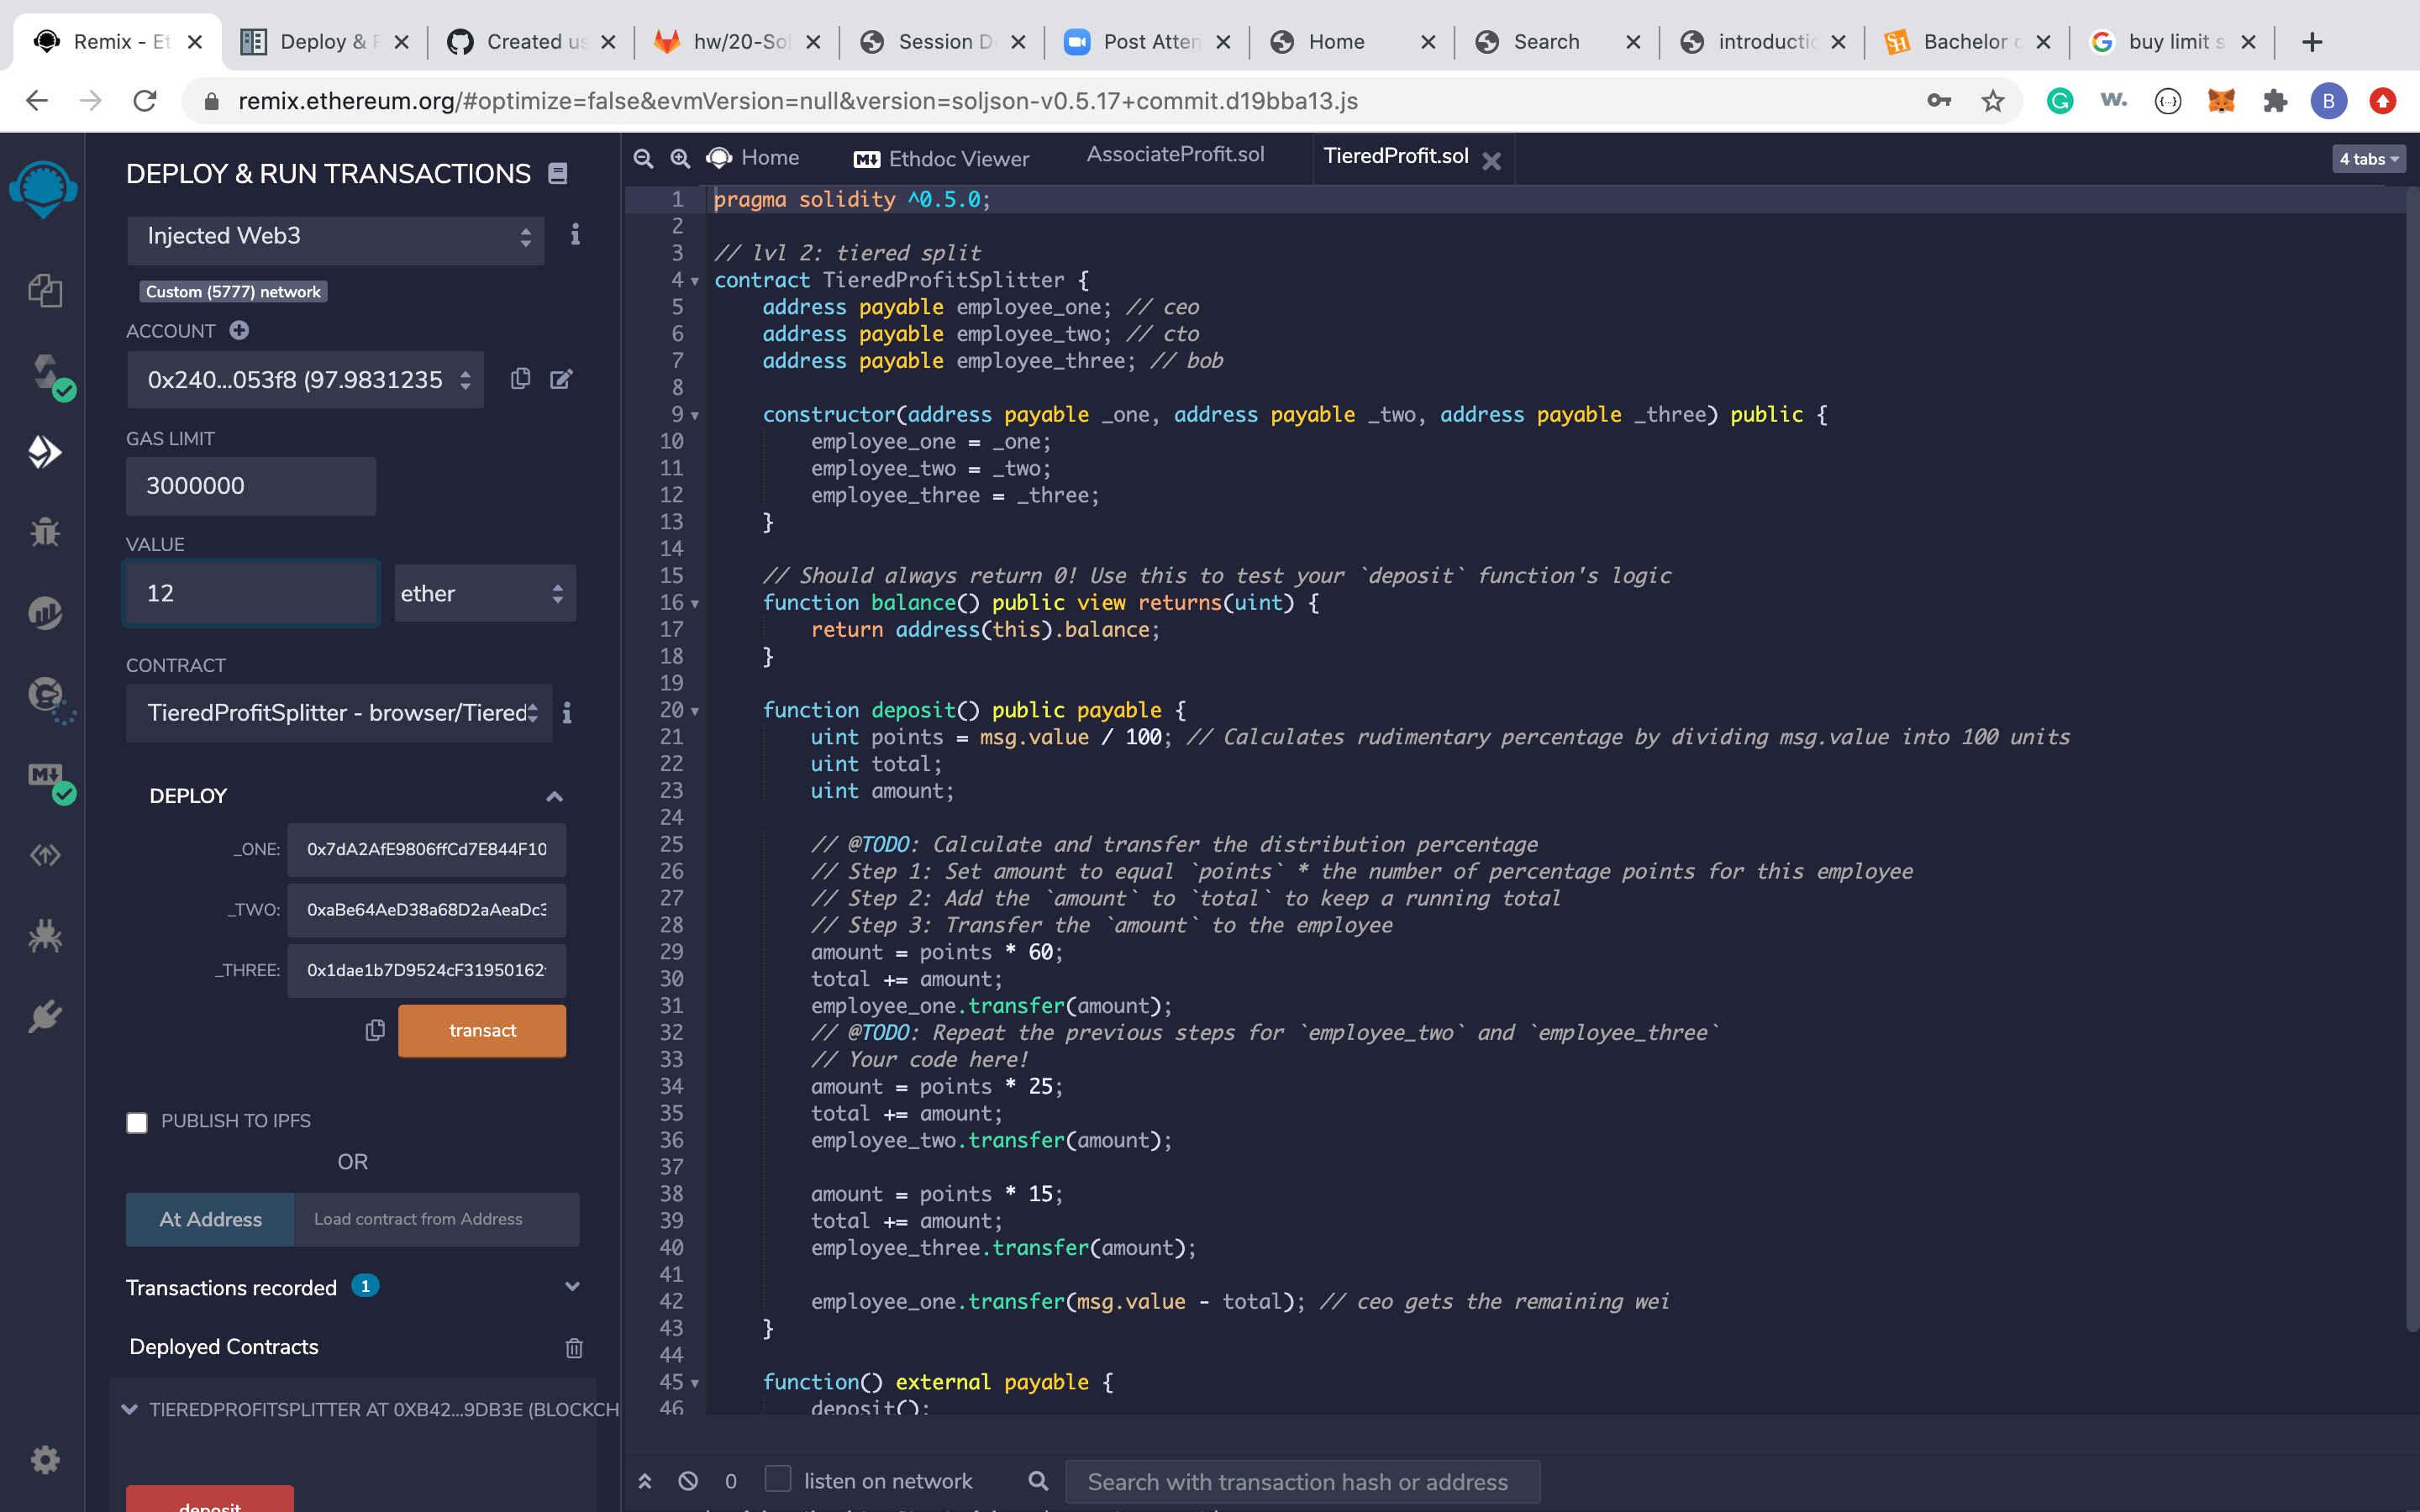 Remix - Et
Deploy & R
Created us
hw/20-Sol
Session D
Post Atten
Home
Search
introductio
Bachelor o
buy limit s
remix.ethereum.org/#optimize=false&evmVersion=null&version=soljson-v0.5.17+commit.d19bba13.js
B
DEPLOY & RUN TRANSACTIONS
Injected Web3
Custom (5777) network
ACCOUNT
0x240...053f8 (97.9831235
GAS LIMIT
3000000
VALUE
12
ether
CONTRACT
TieredProfitSplitter - browser/Tiered
DEPLOY
_ONE: 0x7dA2AfE9806ffCd7E844F10
_TWO: 0xaBe64AeD38a68D2aAeaDc3
_THREE: 0x1dae1b7D9524cF31950162
transact
PUBLISH TO IPFS
OR
At Address
Load contract from Address
Transactions recorded 1
Deployed Contracts
TIEREDPROFITSPLITTER AT 0XB42...9DB3E (BLOCKCH
deposit
Home
Ethdoc Viewer
AssociateProfit.sol
TieredProfit.sol
4 tabs
1 pragma solidity ^0.5.0;
2
3 // lvl 2: tiered split
4 contract TieredProfitSplitter {
5 address payable employee_one; // ceo
6 address payable employee_two; // cto
7 address payable employee_three; // bob
8
9 constructor(address payable _one, address payable _two, address payable _three) public {
10 employee_one = _one;
11 employee_two = _two;
12 employee_three = _three;
13 }
14
15 // Should always return 0! Use this to test your `deposit` function's logic
16 function balance() public view returns(uint) {
17 return address(this).balance;
18 }
19
20 function deposit() public payable {
21 uint points = msg.value / 100; // Calculates rudimentary percentage by dividing msg.value into 100 units
22 uint total;
23 uint amount;
24
25 // @TODO: Calculate and transfer the distribution percentage
26 // Step 1: Set amount to equal `points` * the number of percentage points for this employee
27 // Step 2: Add the `amount` to `total` to keep a running total
28 // Step 3: Transfer the `amount` to the employee
29 amount = points * 60;
30 total += amount;
31 employee_one.transfer(amount);
32 // @TODO: Repeat the previous steps for `employee_two` and `employee_three`
33 // Your code here!
34 amount = points * 25;
35 total += amount;
36 employee_two.transfer(amount);
37
38 amount = points * 15;
39 total += amount;
40 employee_three.transfer(amount);
41
42 employee_one.transfer(msg.value - total); // ceo gets the remaining wei
43 }
44
45 function() external payable {
46 deposit();
0
listen on network
Search with transaction hash or address